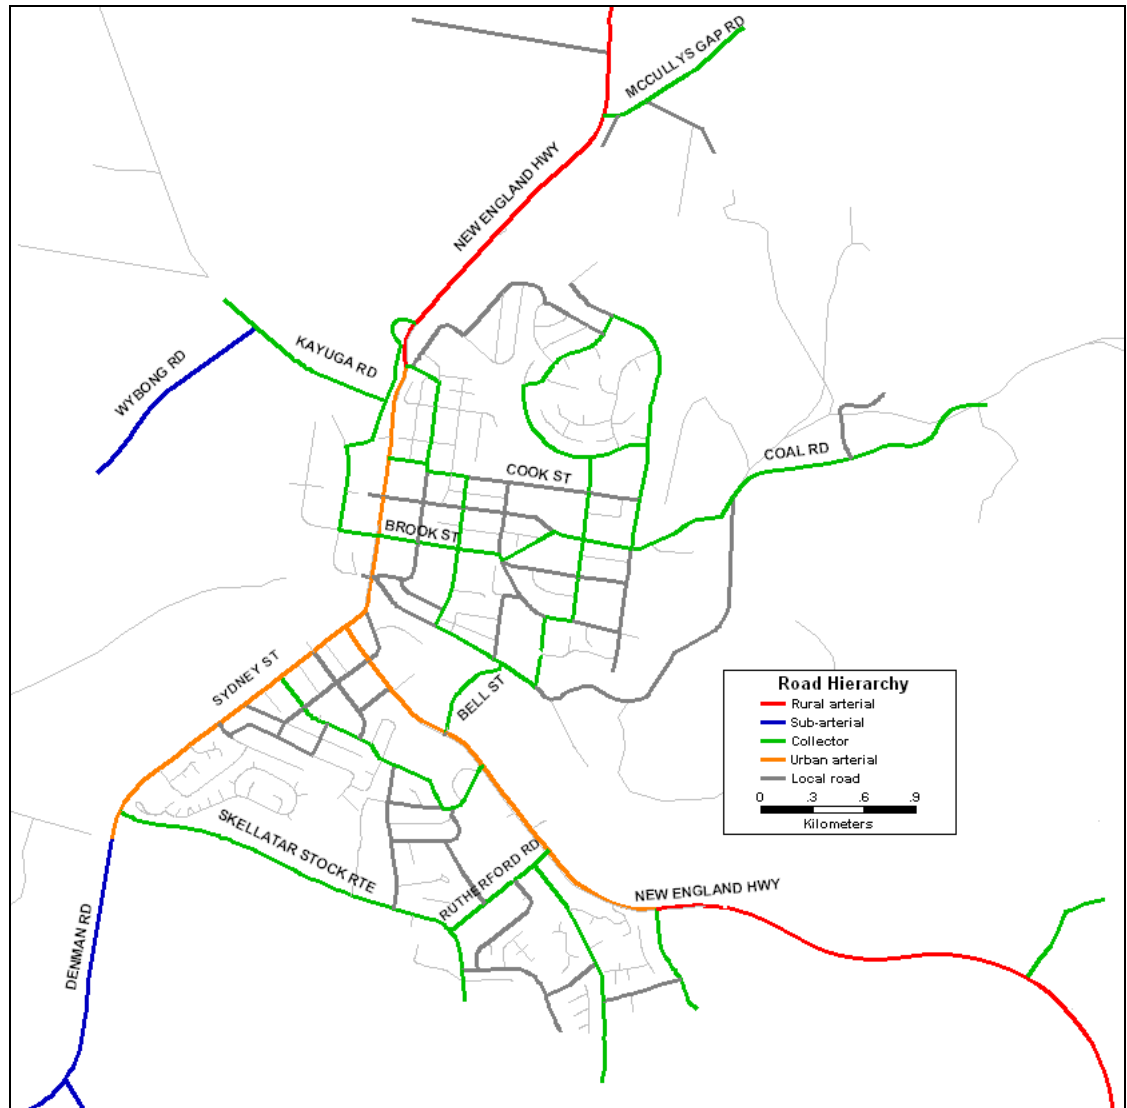 MCCULLYS GAP RD
NEW ENGLAND HWY
KAYUGA RD
WYBONG RD
COOK ST
COAL RD
BROOK ST
SYDNEY ST
BELL ST
Road Hierarchy
Rural arterial
Sub-arterial
Collector
Urban arterial
Local road
0 .3 .6 .9
Kilometers
SKELLATAR STOCK RTE
RUTHERFORD RD
NEW ENGLAND HWY
DENMAN RD